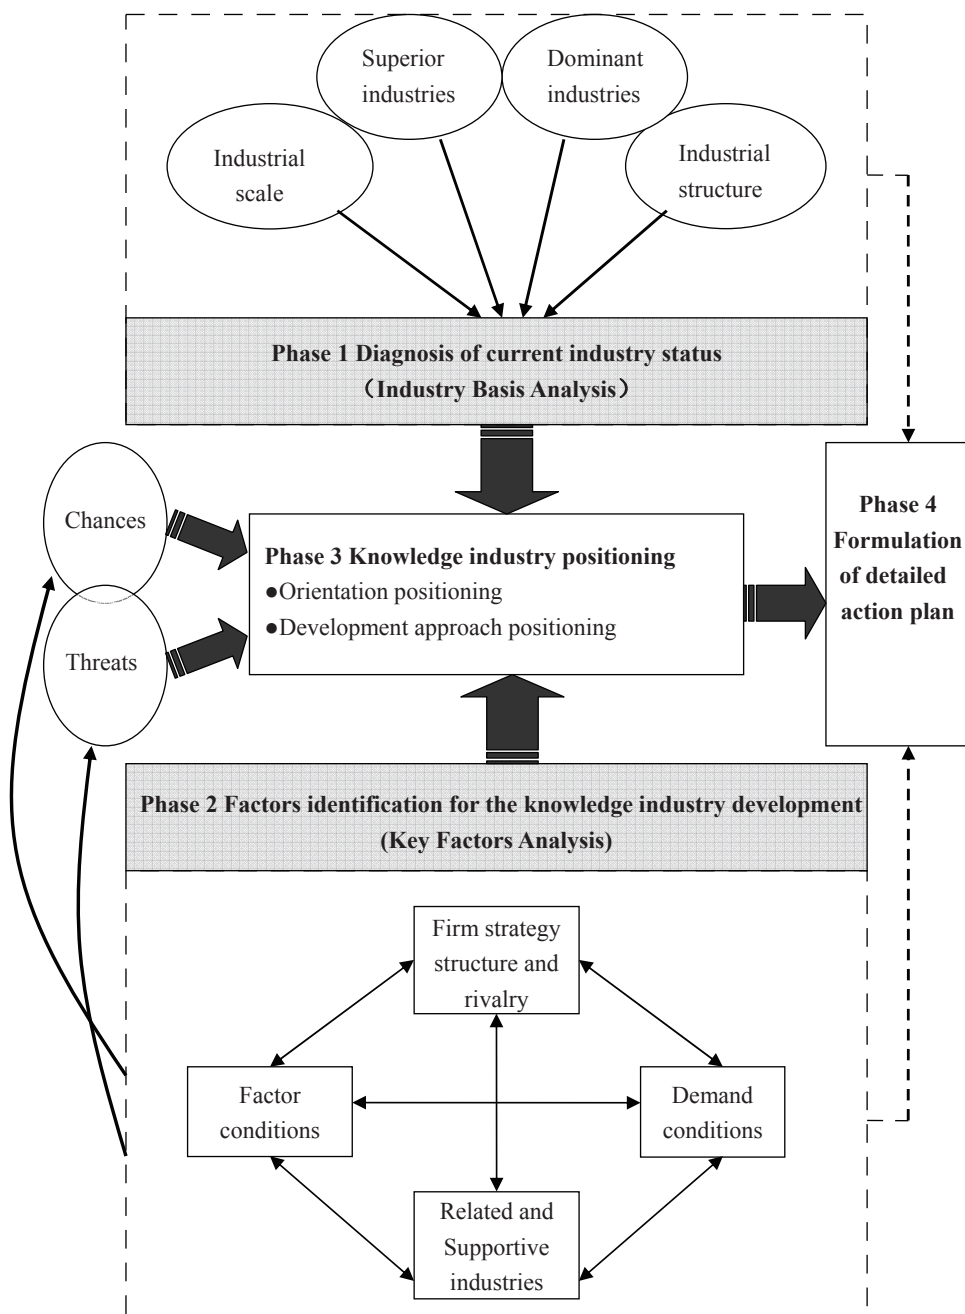 Superior
industries
Dominant
industries
Industrial
scale
Industrial
structure
Phase 1 Diagnosis of current industry status
（Industry Basis Analysis）
Chances
Threats
Phase 3 Knowledge industry positioning
●Orientation positioning
●Development approach positioning
Phase 4
Formulation
of detailed
action plan
Phase 2 Factors identification for the knowledge industry development
(Key Factors Analysis)
Firm strategy
structure and
rivalry
Factor
conditions
Demand
conditions
Related and
Supportive
industries